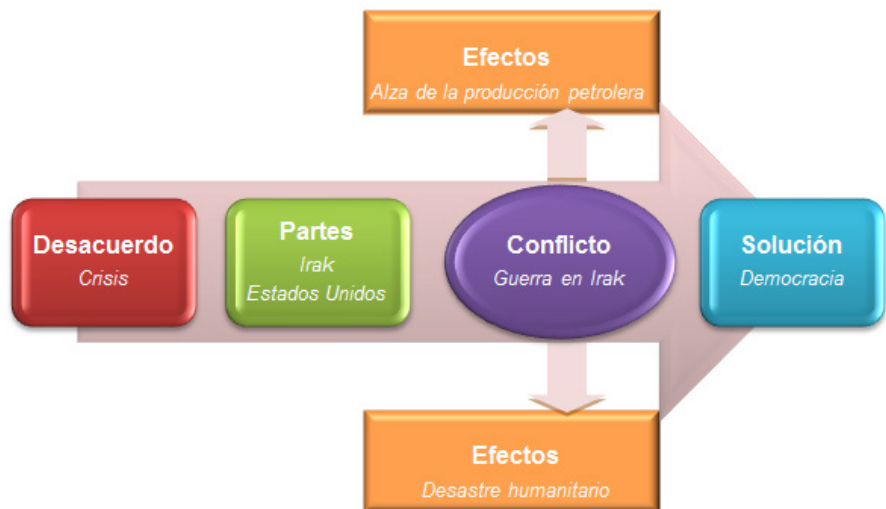 Efectos
Alza de la producción petrolera
Desacuerdo
Crisis
Partes
Irak
Estados Unidos
Conflicto
Guerra en Irak
Solución
Democracia
Efectos
Desastre humanitario